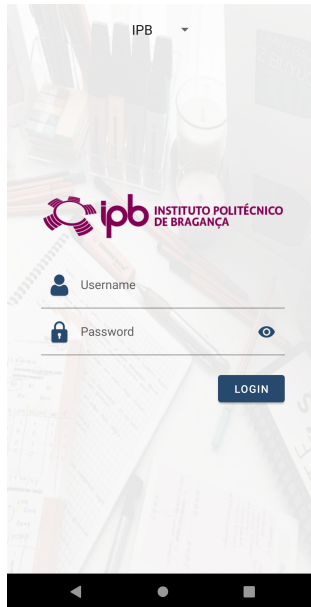 IPB
ipb INSTITUTO POLITÉCNICO
DE BRAGANÇA
Username
Password
LOGIN